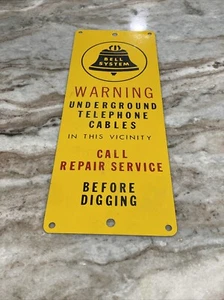 BELL
SYSTEM
WARNING
UNDERGROUND
TELEPHONE
CABLES
IN THIS VICINITY
CALL
REPAIR SERVICE
BEFORE
DIGGING